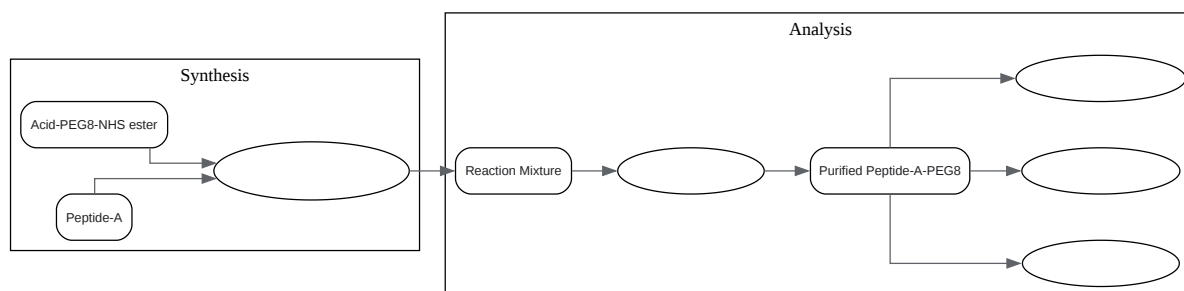 Synthesis
Acid-PEG8-NHS ester
Peptide-A
Analysis
Reaction Mixture
Purified Peptide-A-PEG8